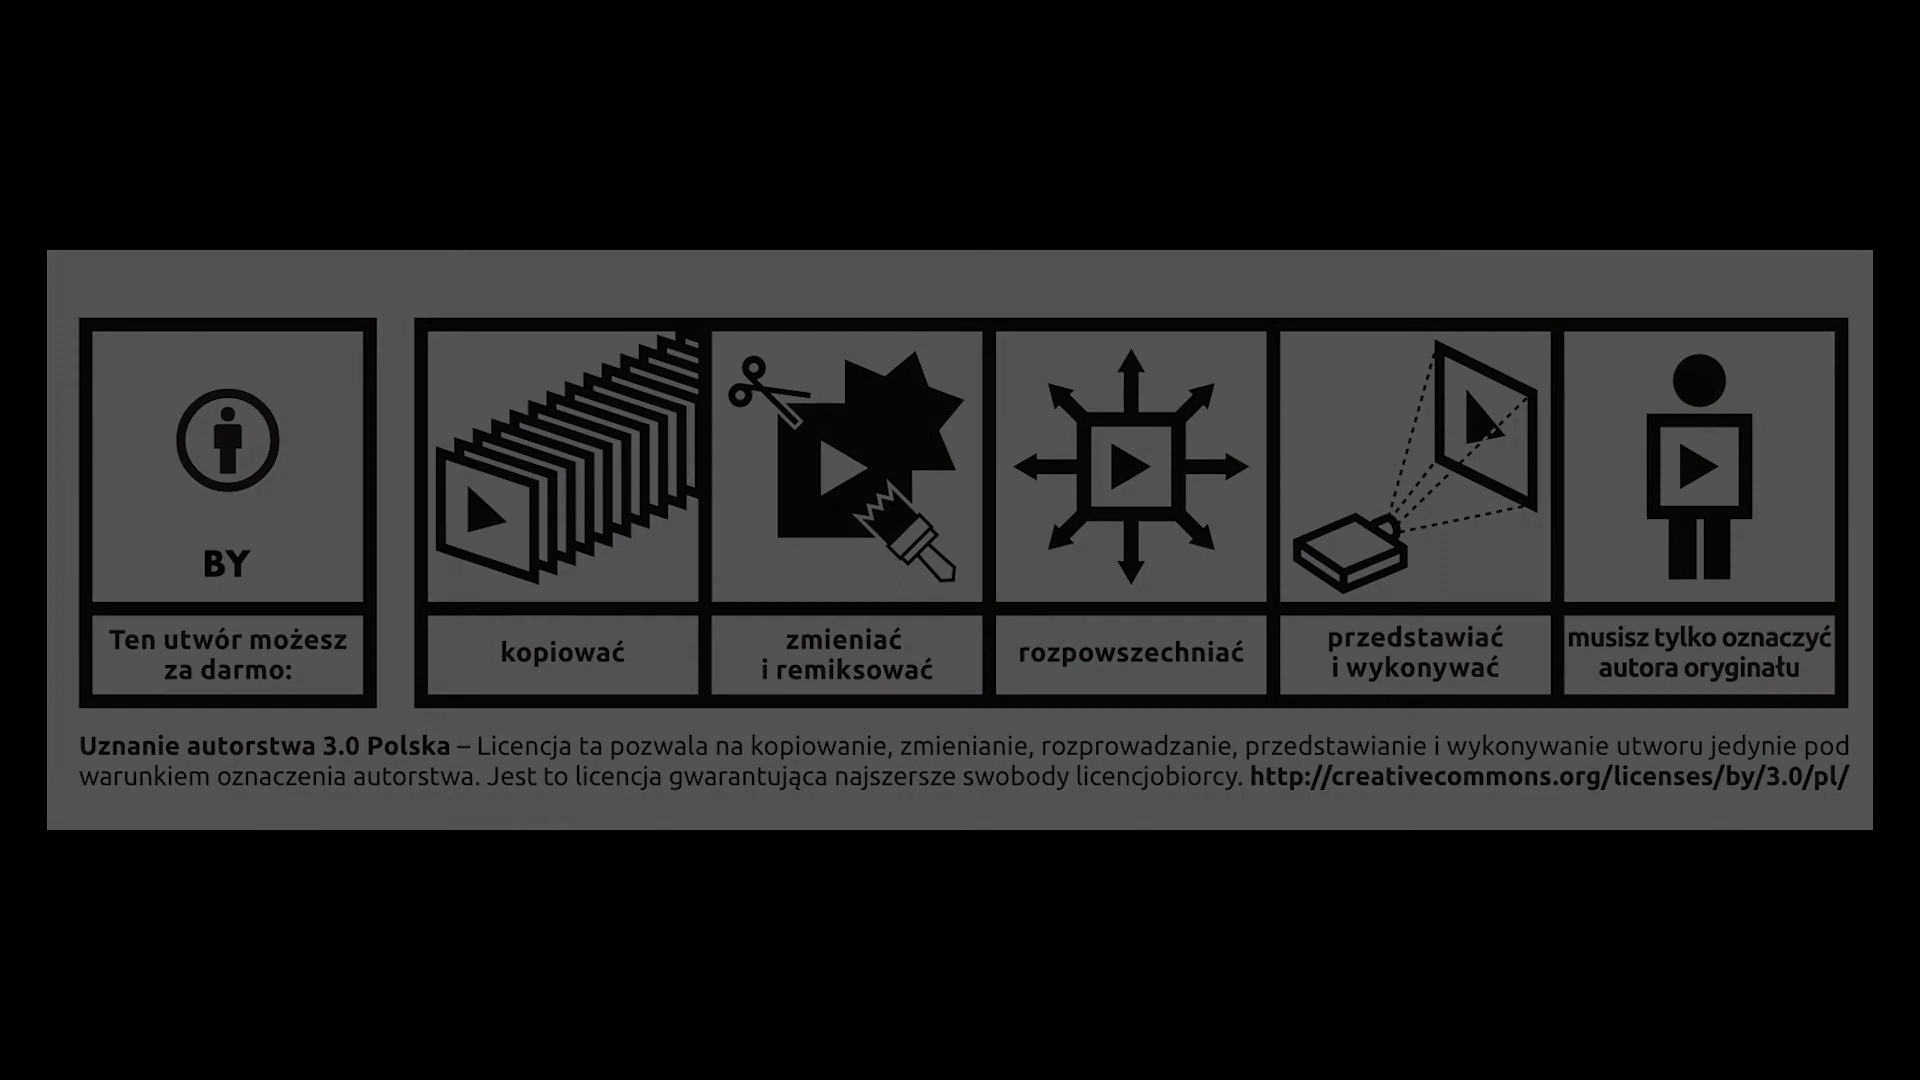 BY
Ten utwór możesz
za darmo:
kopiować
zmieniać
i remiksować
rozpowszechniać
przedstawiać
i wykonywać
musisz tylko oznaczyć
autora oryginału
Uznanie autorstwa 3.0 Polska – Licencja ta pozwala na kopiowanie, zmienianie, rozprowadzanie, przedstawianie i wykonywanie utworu jedynie pod
warunkiem oznaczenia autorstwa. Jest to licencja gwarantująca najszersze swobody licencjobiorcy. http://creativecommons.org/licenses/by/3.0/pl/